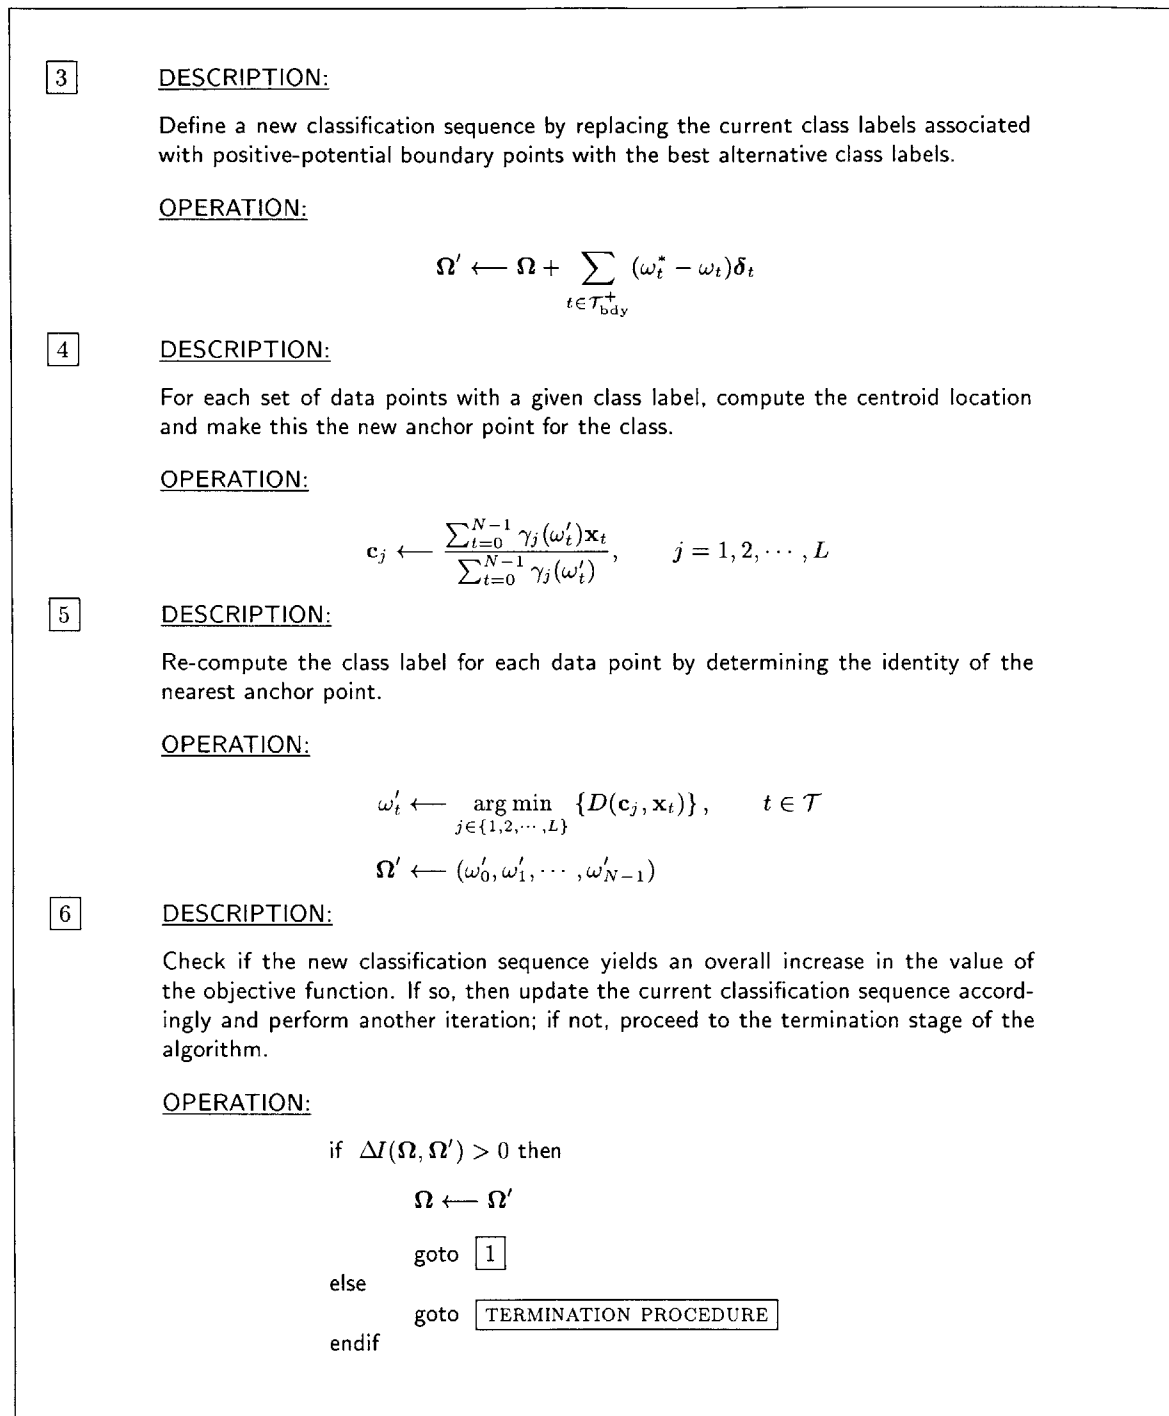 3 DESCRIPTION:
Define a new classification sequence by replacing the current class labels associated
with positive-potential boundary points with the best alternative class labels.
OPERATION:
Ω′ ⟵ Ω + ∑_{t∈𝒯⁺_bdy} (ω*_t − ω_t)δ_t
4 DESCRIPTION:
For each set of data points with a given class label, compute the centroid location
and make this the new anchor point for the class.
OPERATION:
c_j ⟵ \frac{∑_{t=0}^{N−1} γ_j(ω′_t)x_t}{∑_{t=0}^{N−1} γ_j(ω′_t)}, j = 1, 2, ⋯ , L
5 DESCRIPTION:
Re-compute the class label for each data point by determining the identity of the
nearest anchor point.
OPERATION:
ω′_t ⟵ arg min_{j∈{1,2,⋯ ,L}} {D(c_j, x_t)} , t ∈ 𝒯
Ω′ ⟵ (ω′_0, ω′_1, ⋯ , ω′_{N−1})
6 DESCRIPTION:
Check if the new classification sequence yields an overall increase in the value of
the objective function. If so, then update the current classification sequence accord-
ingly and perform another iteration; if not, proceed to the termination stage of the
algorithm.
OPERATION:
if ΔI(Ω, Ω′) > 0 then
Ω ⟵ Ω′
goto 1
else
goto TERMINATION PROCEDURE
endif